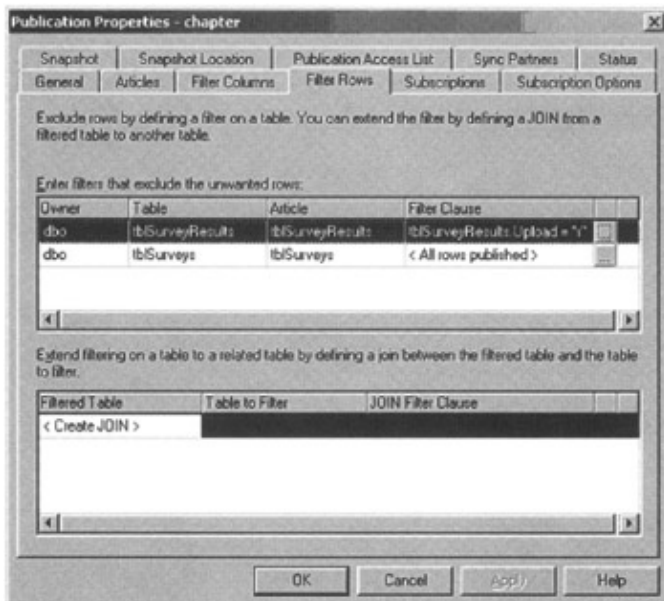 Publication Properties - chapter
Snapshot Snapshot Location Publication Access List Sync Partners Status
General Articles Filter Columns Filter Rows Subscriptions Subscription Options
Exclude rows by defining a filter on a table. You can extend the filter by defining a JOIN from a
filtered table to another table.
Enter filters that exclude the unwanted rows:
Owner Table Article Filter Clause
dbo tblSurveyResults tblSurveyResults tblSurveyResults.Upload =
dbo tblSurveys tblSurveys < All rows published >
Extend filtering on a table to a related table by defining a join between the filtered table and the table
to filter.
Filtered Table Table to Filter JOIN Filter Clause
< Create JOIN >
OK Cancel Apply Help